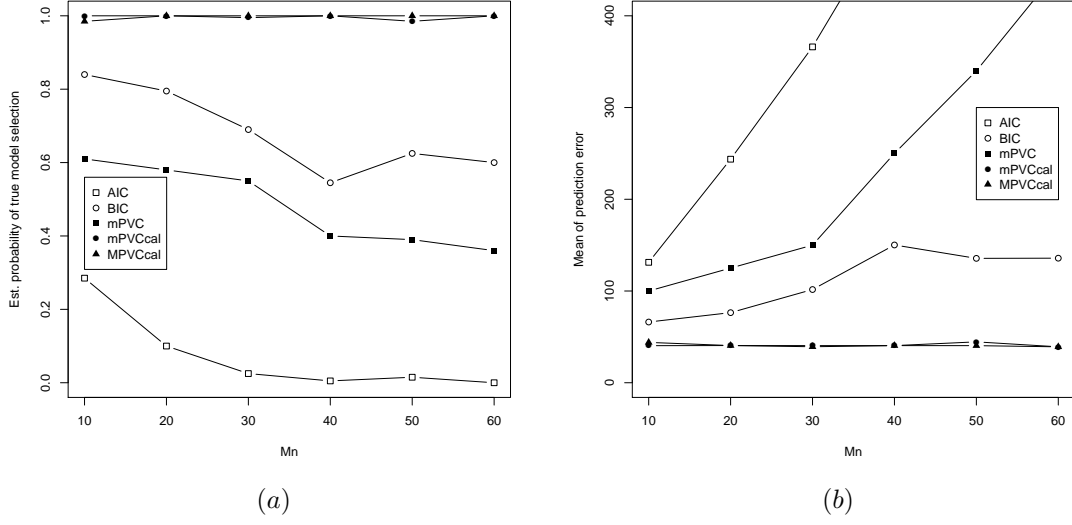 Est. probability of true model selection
1.0
0.8
0.6
0.4
0.2
0.0
AIC
BIC
mPVC
mPVCcal
MPVCcal
10
20
30
40
50
60
Mn
(a)
Mean of prediction error
400
300
200
100
0
AIC
BIC
mPVC
mPVCcal
MPVCcal
10
20
30
40
50
60
Mn
(b)